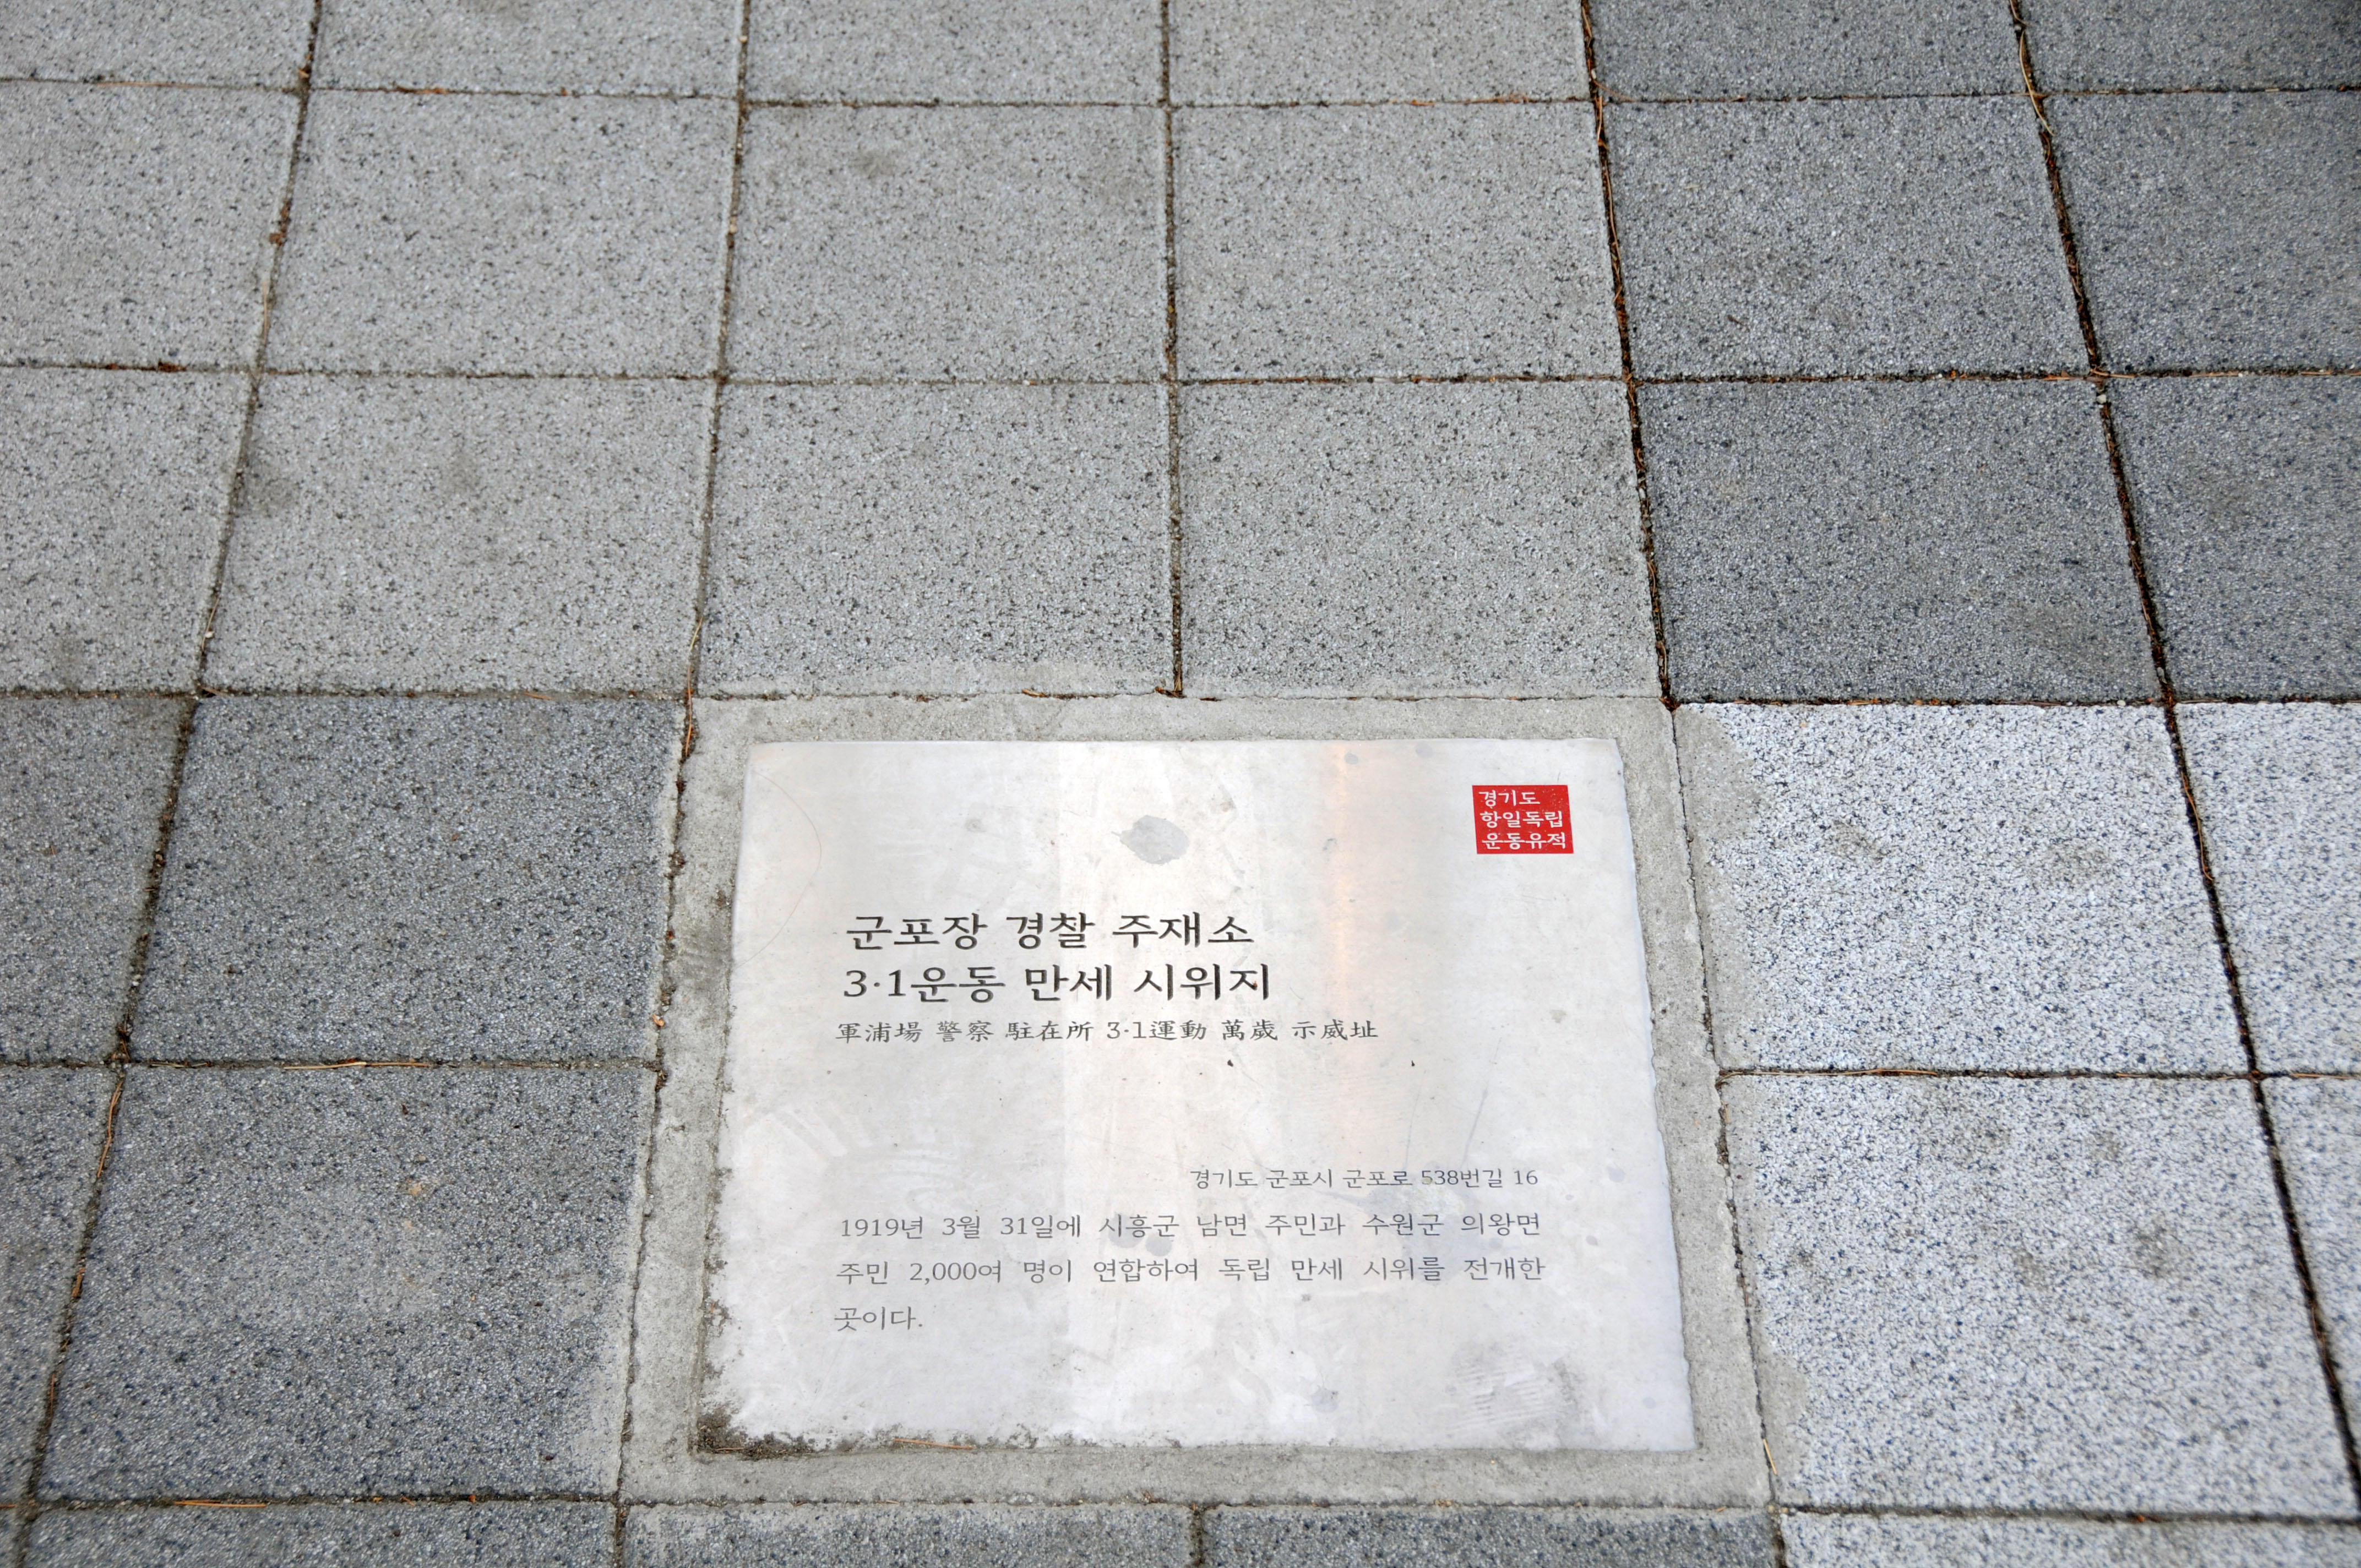 경기도
항일독립
운동유적
군포장 경찰 주재소
3·1운동 만세 시위지
軍浦場 警察 駐在所 3·1運動 萬歲 示威址
경기도 군포시 군포로 538번길 16
1919년 3월 31일에 시흥군 남면 주민과 수원군 의왕면
주민 2,000여 명이 연합하여 독립 만세 시위를 전개한
곳이다.